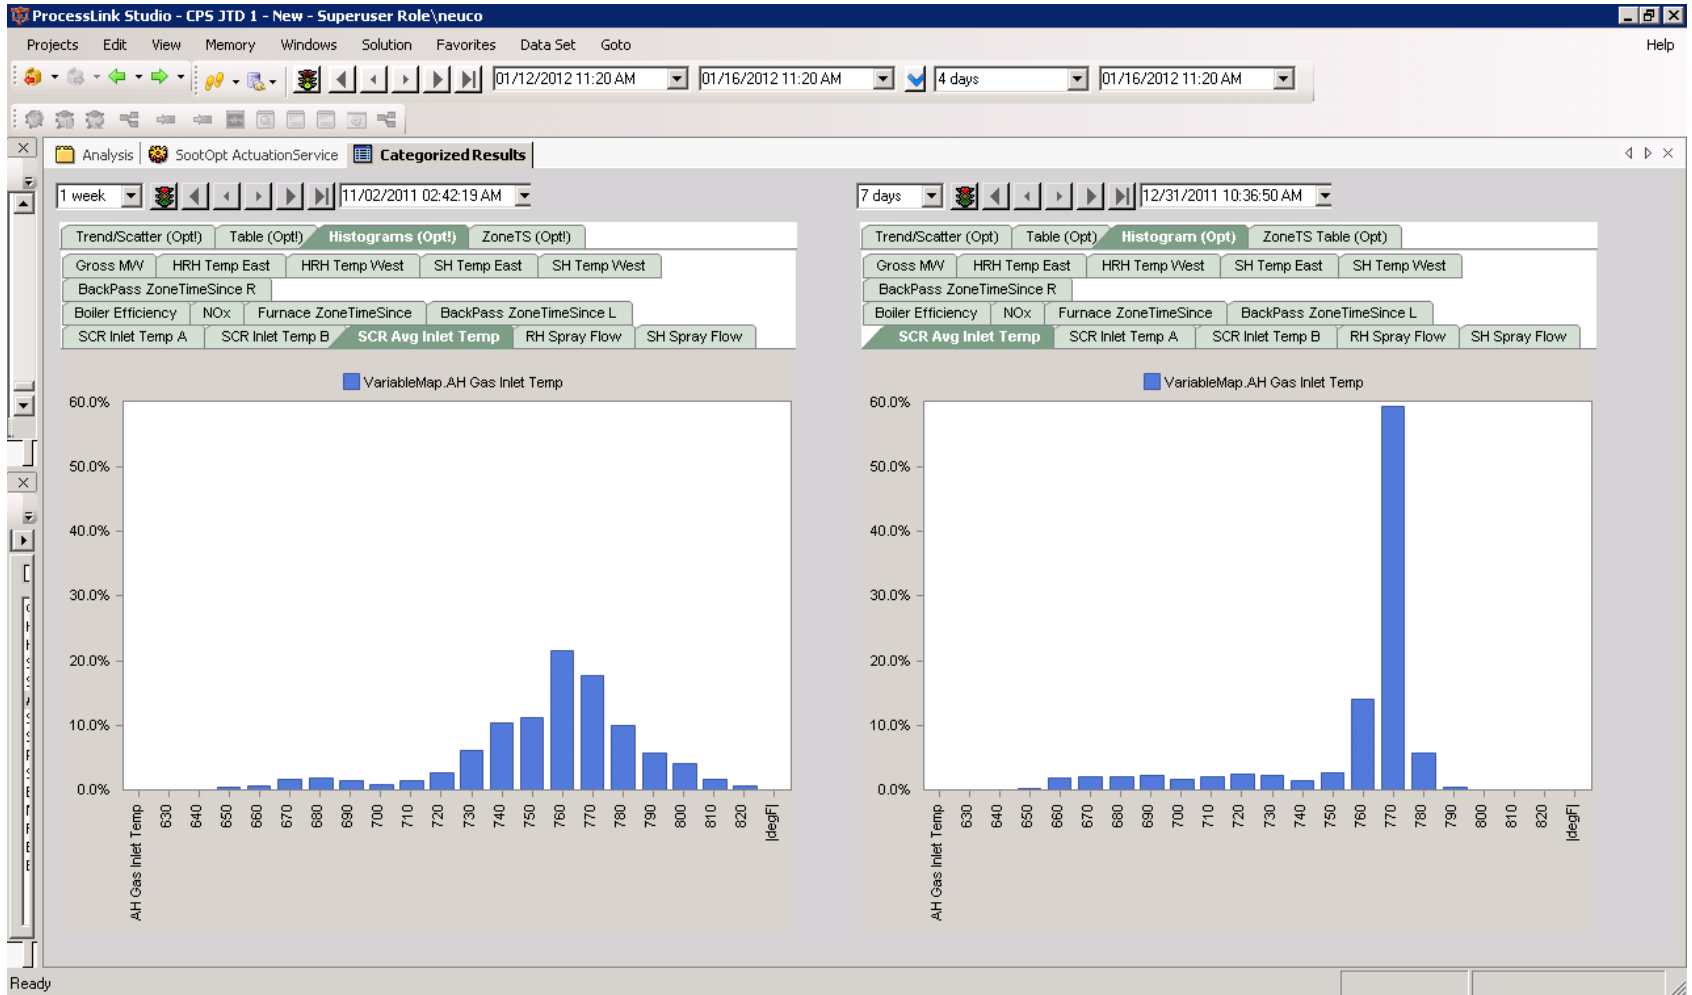 ProcessLink Studio - CPS JTD 1 - New - Superuser Role\neuco
Projects Edit View Memory Windows Solution Favorites Data Set Goto Help
01/12/2012 11:20 AM 01/16/2012 11:20 AM 4 days 01/16/2012 11:20 AM
Analysis SootOpt ActuationService Categorized Results
1 week 11/02/2011 02:42:19 AM
Trend/Scatter (Opt!) Table (Opt!) Histograms (Opt!) ZoneTS (Opt!)
Gross MW HRH Temp East HRH Temp West SH Temp East SH Temp West
BackPass ZoneTimeSince R
Boiler Efficiency NOx Furnace ZoneTimeSince BackPass ZoneTimeSince L
SCR Inlet Temp A SCR Inlet Temp B SCR Avg Inlet Temp RH Spray Flow SH Spray Flow
VariableMap.AH Gas Inlet Temp
60.0%
50.0%
40.0%
30.0%
20.0%
10.0%
0.0%
AH Gas Inlet Temp 630 640 650 660 670 680 690 700 710 720 730 740 750 760 770 780 790 800 810 820 |degF|
7 days 12/31/2011 10:36:50 AM
Trend/Scatter (Opt) Table (Opt) Histogram (Opt) ZoneTS Table (Opt)
Gross MW HRH Temp East HRH Temp West SH Temp East SH Temp West
BackPass ZoneTimeSince R
Boiler Efficiency NOx Furnace ZoneTimeSince BackPass ZoneTimeSince L
SCR Avg Inlet Temp SCR Inlet Temp A SCR Inlet Temp B RH Spray Flow SH Spray Flow
VariableMap.AH Gas Inlet Temp
60.0%
50.0%
40.0%
30.0%
20.0%
10.0%
0.0%
AH Gas Inlet Temp 630 640 650 660 670 680 690 700 710 720 730 740 750 760 770 780 790 800 810 820 |degF|
Ready